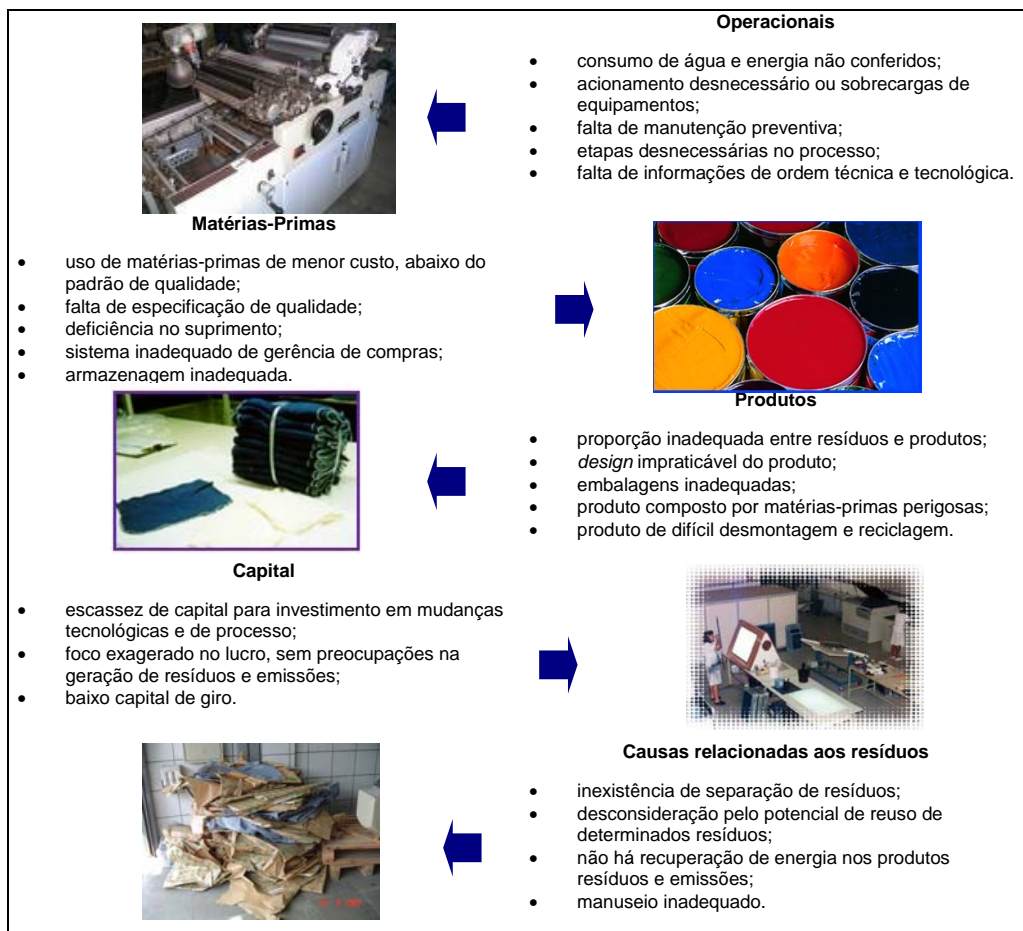 Operacionais
• consumo de água e energia não conferidos;
• acionamento desnecessário ou sobrecargas de
equipamentos;
• falta de manutenção preventiva;
• etapas desnecessárias no processo;
• falta de informações de ordem técnica e tecnológica.
Matérias-Primas
• uso de matérias-primas de menor custo, abaixo do
padrão de qualidade;
• falta de especificação de qualidade;
• deficiência no suprimento;
• sistema inadequado de gerência de compras;
• armazenagem inadequada.
Produtos
• proporção inadequada entre resíduos e produtos;
• design impraticável do produto;
• embalagens inadequadas;
• produto composto por matérias-primas perigosas;
• produto de difícil desmontagem e reciclagem.
Capital
• escassez de capital para investimento em mudanças
tecnológicas e de processo;
• foco exagerado no lucro, sem preocupações na
geração de resíduos e emissões;
• baixo capital de giro.
Causas relacionadas aos resíduos
• inexistência de separação de resíduos;
• desconsideração pelo potencial de reuso de
determinados resíduos;
• não há recuperação de energia nos produtos
resíduos e emissões;
• manuseio inadequado.